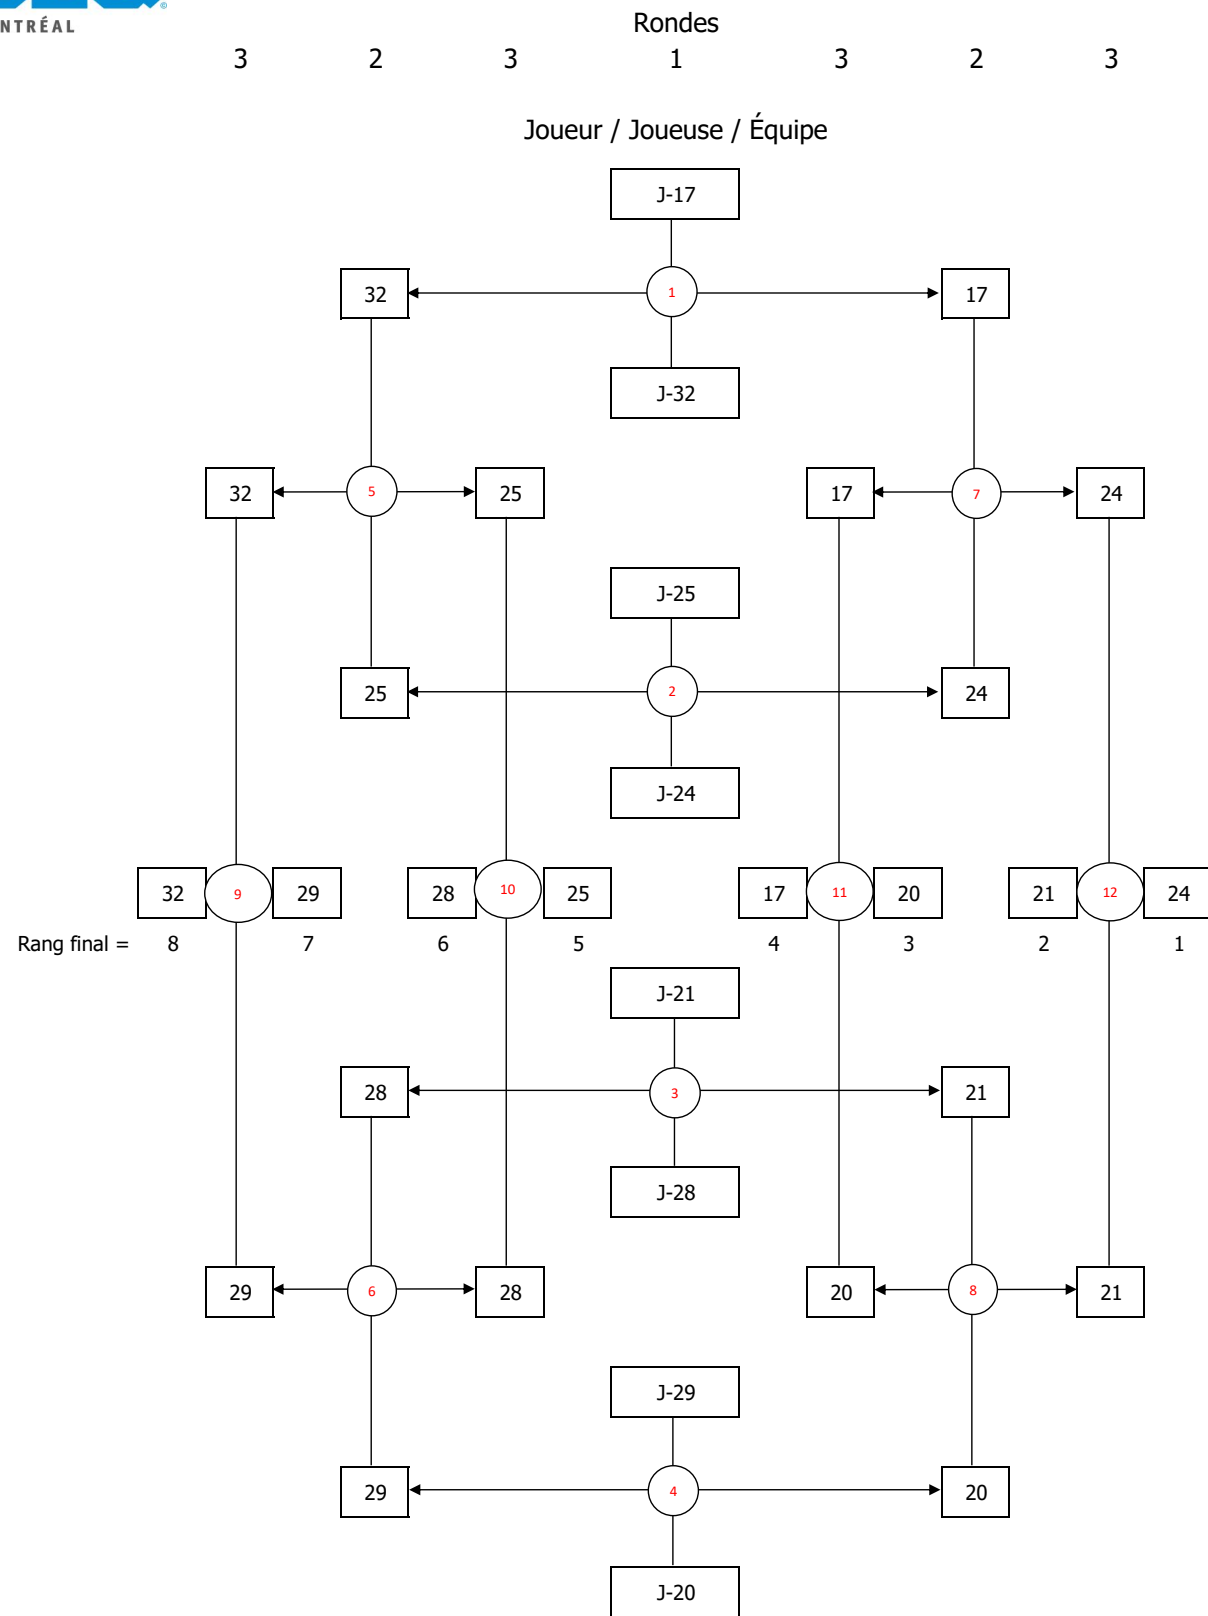 NTRÉAL
Rondes
3 2 3 1 3 2 3
Joueur / Joueuse / Équipe
J-17
32 1 17
J-32
32 5 25 17 7 24
J-25
25 2 24
J-24
32 9 29 28 10 25 17 11 20 21 12 24
Rang final = 8 7 6 5 4 3 2 1
J-21
28 3 21
J-28
29 6 28 20 8 21
J-29
29 4 20
J-20